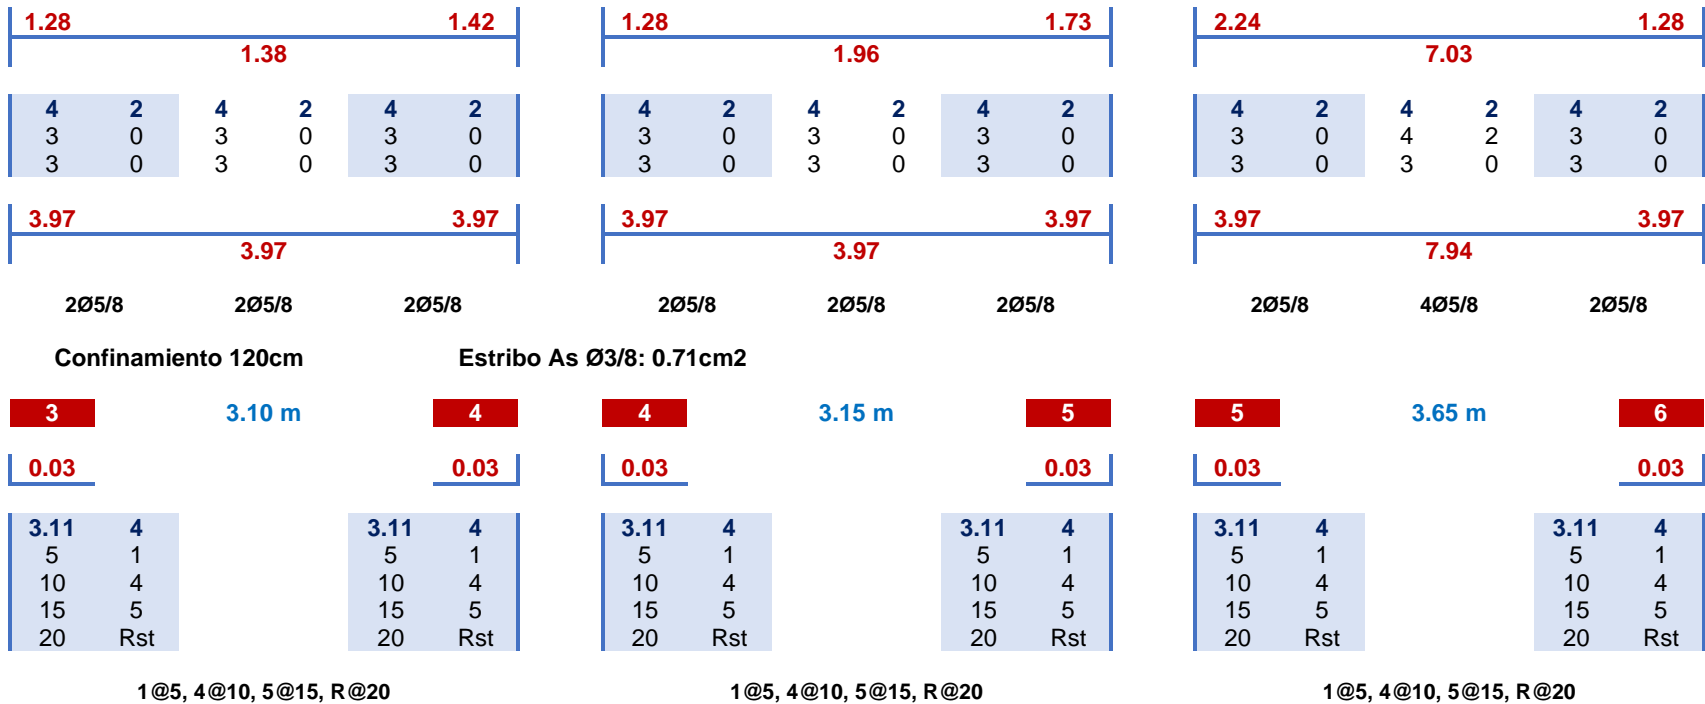 1.28 1.42 1.28 1.73 2.24 1.28
1.38 1.96 7.03
4 2 4 2 4 2 4 2 4 2 4 2 4 2 4 2 4 2
3 0 3 0 3 0 3 0 3 0 3 0 3 0 4 2 3 0
3 0 3 0 3 0 3 0 3 0 3 0 3 0 3 0 3 0
3.97 3.97 3.97 3.97 3.97 3.97
3.97 3.97 7.94
2Ø5/8 2Ø5/8 2Ø5/8 2Ø5/8 2Ø5/8 2Ø5/8 2Ø5/8 4Ø5/8 2Ø5/8
Confinamiento 120cm Estribo As Ø3/8: 0.71cm2
3 3.10 m 4 4 3.15 m 5 5 3.65 m 6
0.03 0.03 0.03 0.03 0.03 0.03
3.11 4 3.11 4 3.11 4 3.11 4 3.11 4 3.11 4
5 1 5 1 5 1 5 1 5 1 5 1
10 4 10 4 10 4 10 4 10 4 10 4
15 5 15 5 15 5 15 5 15 5 15 5
20 Rst 20 Rst 20 Rst 20 Rst 20 Rst 20 Rst
1@5, 4@10, 5@15, R@20 1@5, 4@10, 5@15, R@20 1@5, 4@10, 5@15, R@20